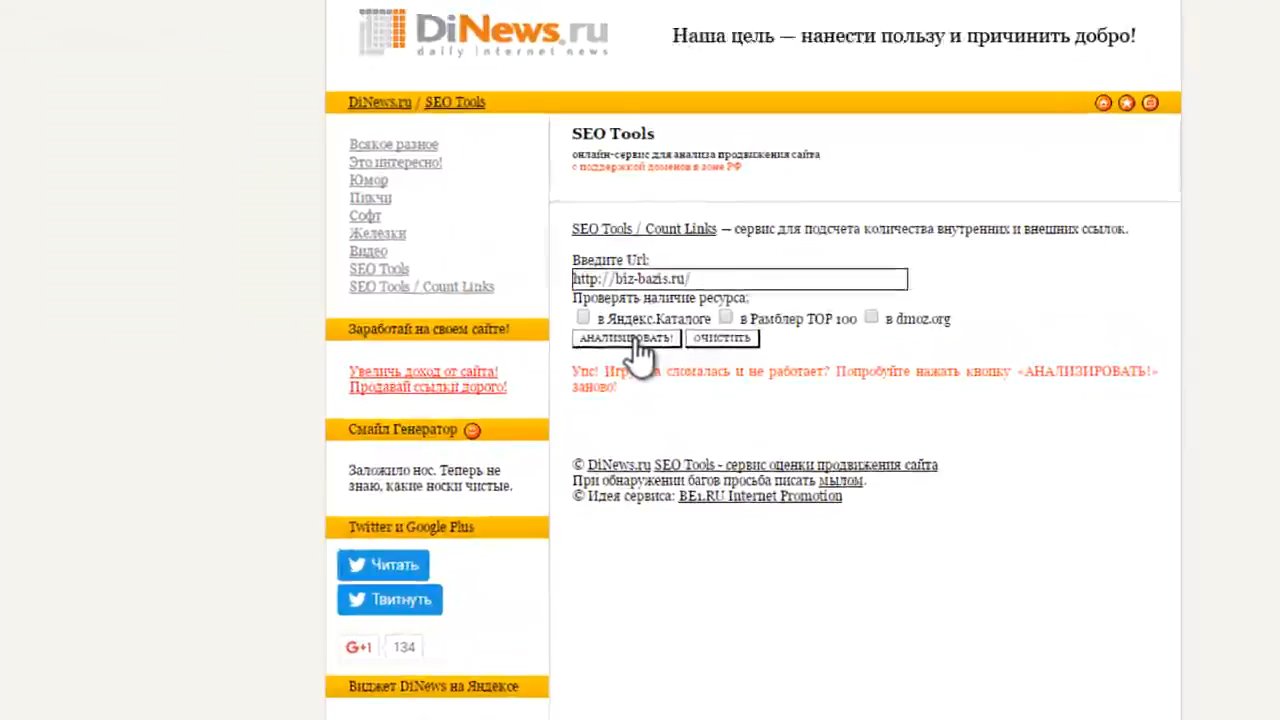 DiNews.ru
daily internet news
Наша цель — нанести пользу и причинить добро!
DiNews.ru / SEO Tools
Всякое разное
Это интересно!
Юмор
Пикчи
Софт
Железки
Видео
SEO Tools
SEO Tools / Count Links
Заработай на своем сайте!
Увеличь доход от сайта!
Продавай ссылки дорого!
Смайл Генератор
Заложило нос. Теперь не
знаю, какие носки чистые.
Twitter и Google Plus
Читать
Твитнуть
G+1 134
Виджет DiNews на Яндексе
SEO Tools
онлайн-сервис для анализа продвижения сайта
с поддержкой доменов в зоне РФ
SEO Tools / Count Links — сервис для подсчета количества внутренних и внешних ссылок.
Введите Url:
http://biz-bazis.ru/
Проверять наличие ресурса:
в Яндекс.Каталоге в Рамблер TOP 100 в dmoz.org
АНАЛИЗИРОВАТЬ! ОЧИСТИТЬ
Упс! сломалась и не работает? Попробуйте нажать кнопку «АНАЛИЗИРОВАТЬ!»
заново!
© DiNews.ru SEO Tools - сервис оценки продвижения сайта
При обнаружении багов просьба писать мылом.
© Идея сервиса: BE1.RU Internet Promotion